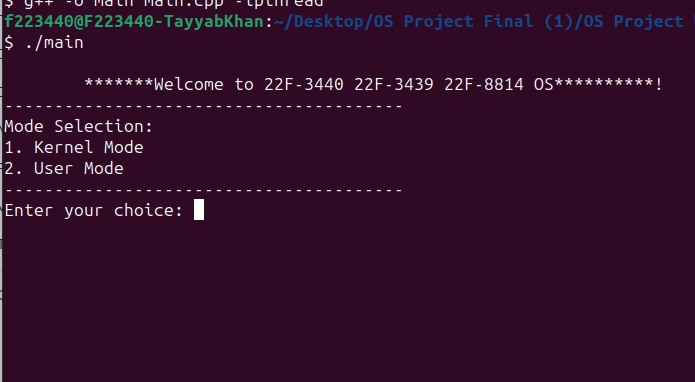 $ g++ -o main Main.cpp -lpthread
f223440@F223440-TayyabKhan:~/Desktop/OS Project Final (1)/OS Project
$ ./main
*******Welcome to 22F-3440 22F-3439 22F-8814 OS**********!
----------------------------------------
Mode Selection:
1. Kernel Mode
2. User Mode
----------------------------------------
Enter your choice: